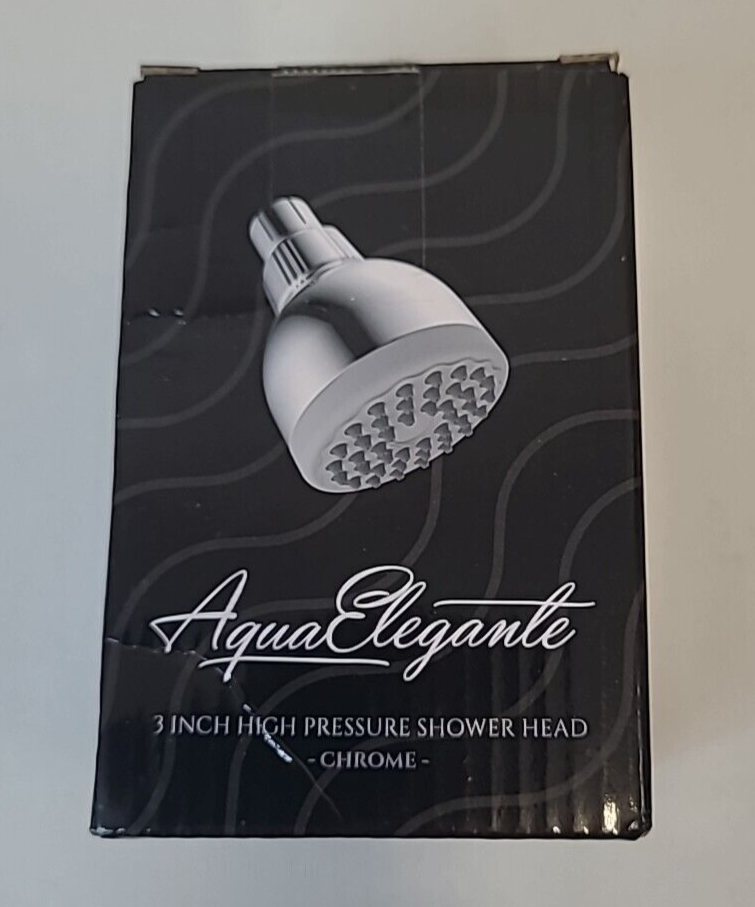 AquaElegante
3 INCH HIGH PRESSURE SHOWER HEAD
- CHROME -